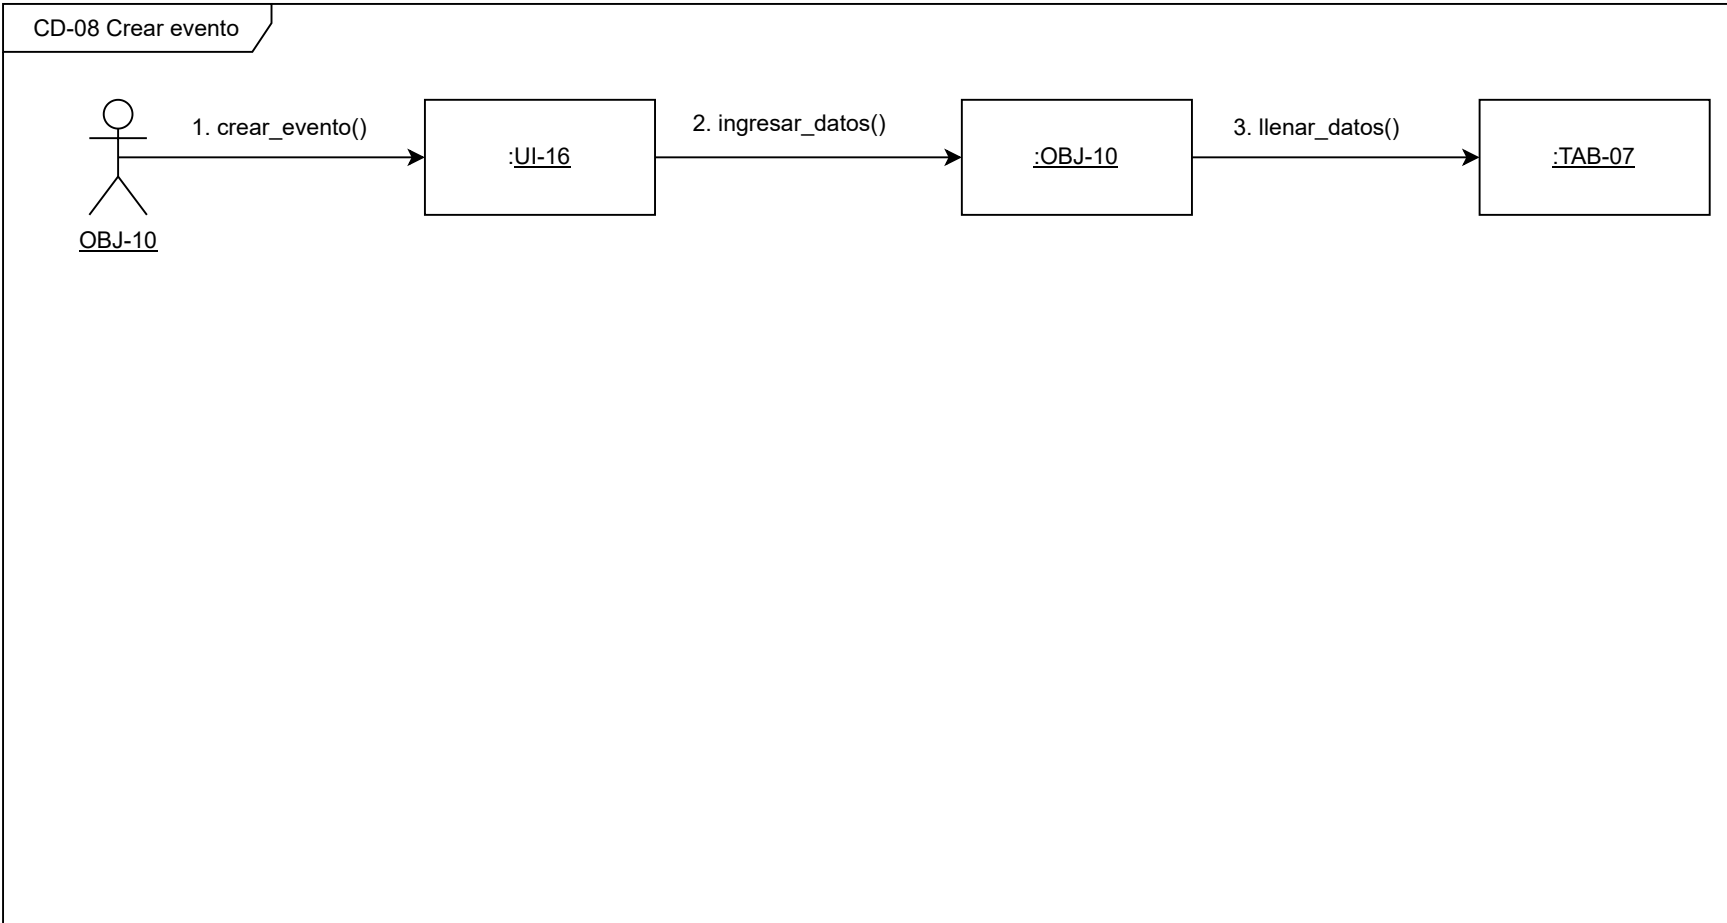 CD-08 Crear evento
1. crear_evento()
2. ingresar_datos()
3. llenar_datos()
:UI-16
:OBJ-10
:TAB-07
OBJ-10